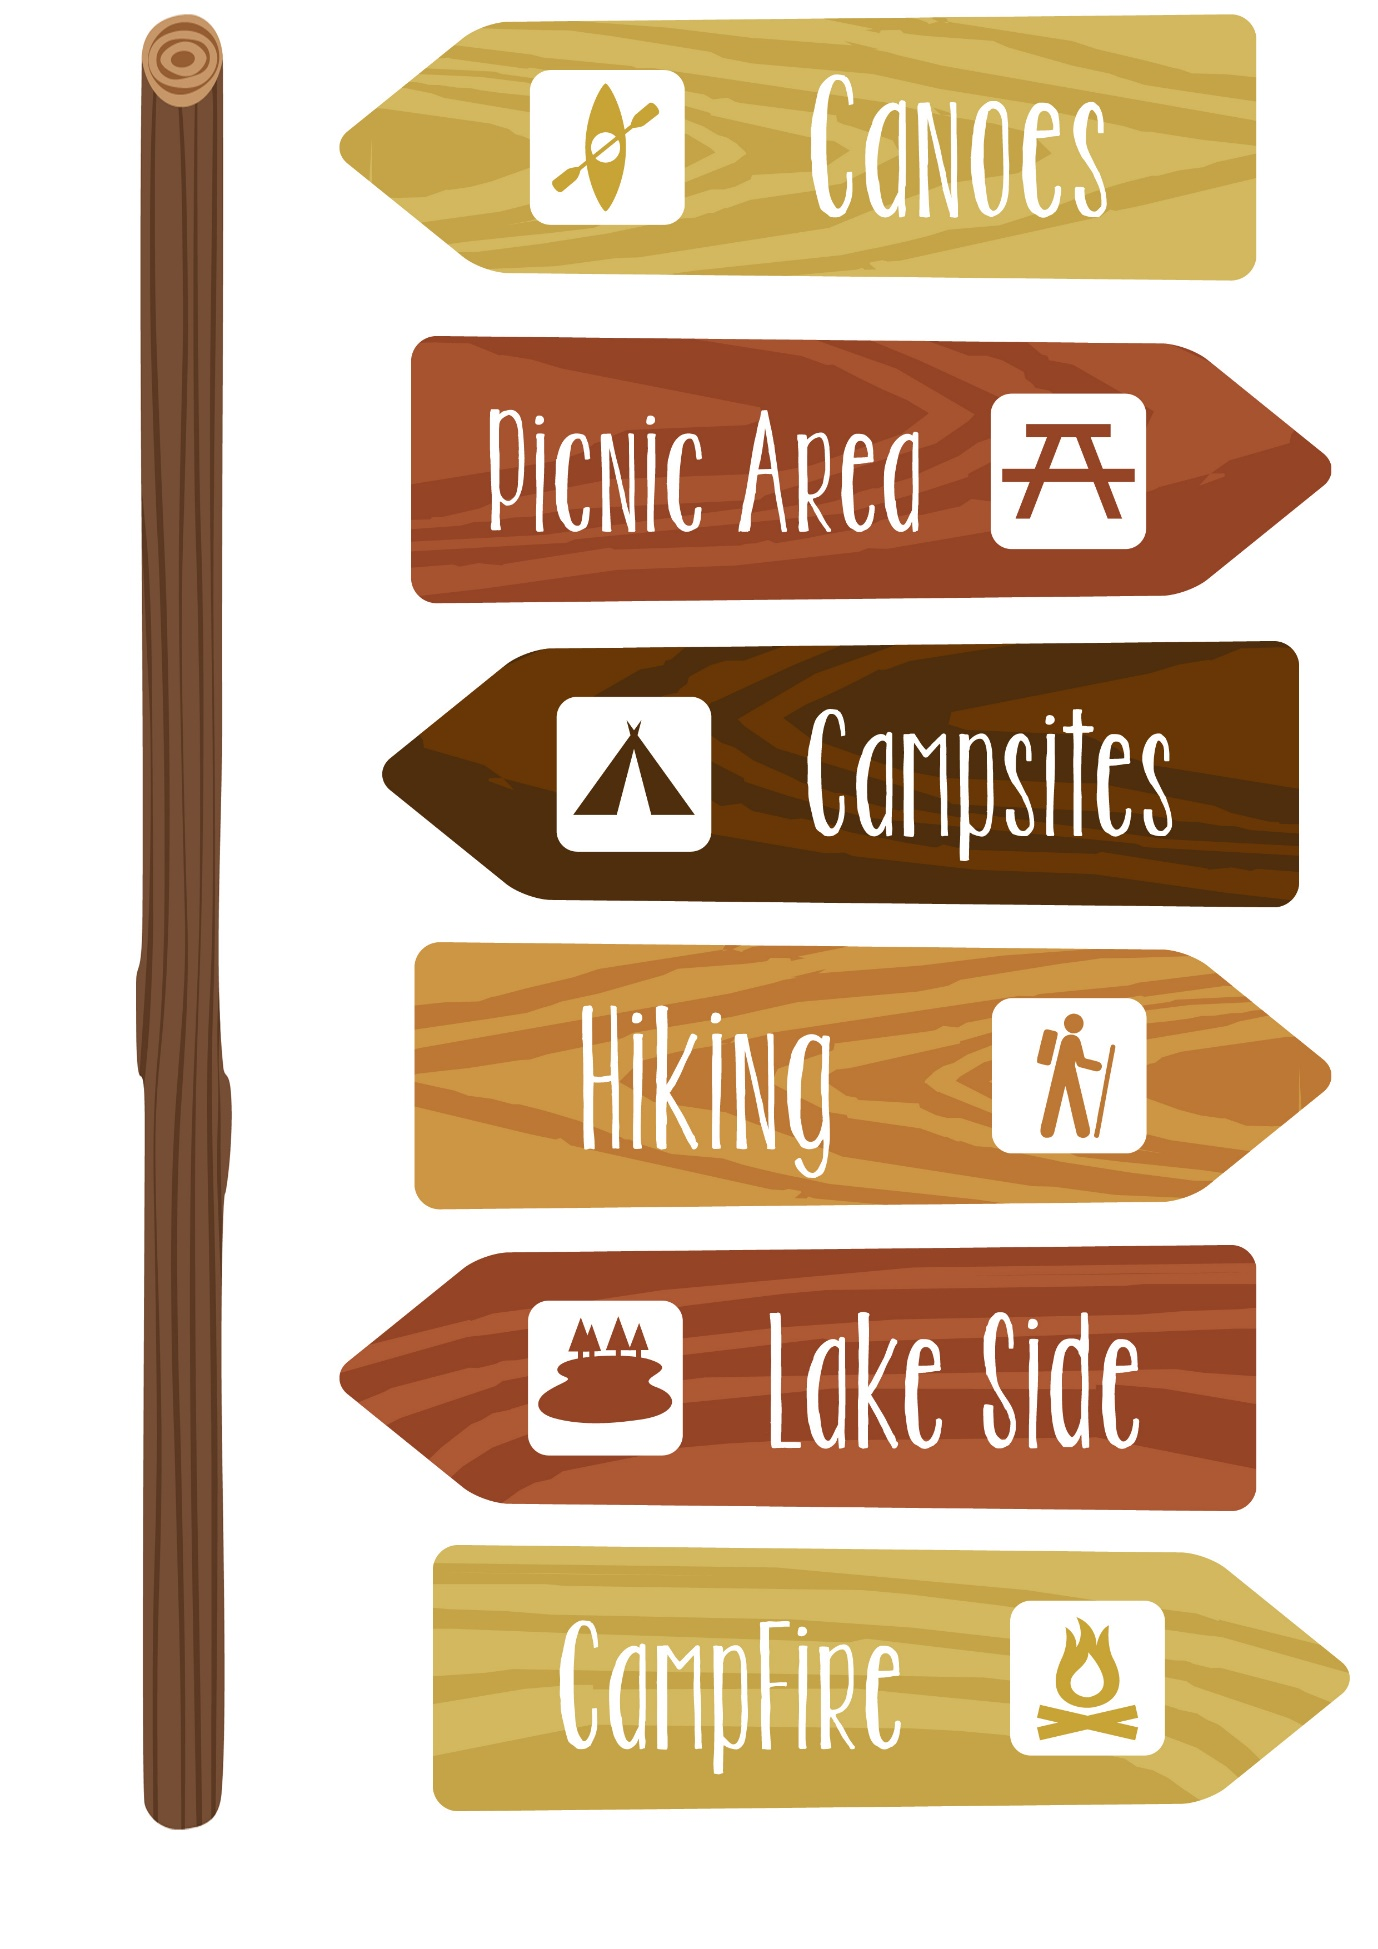 Canoes
Picnic Area
Campsites
Hiking
Lake Side
CampFire